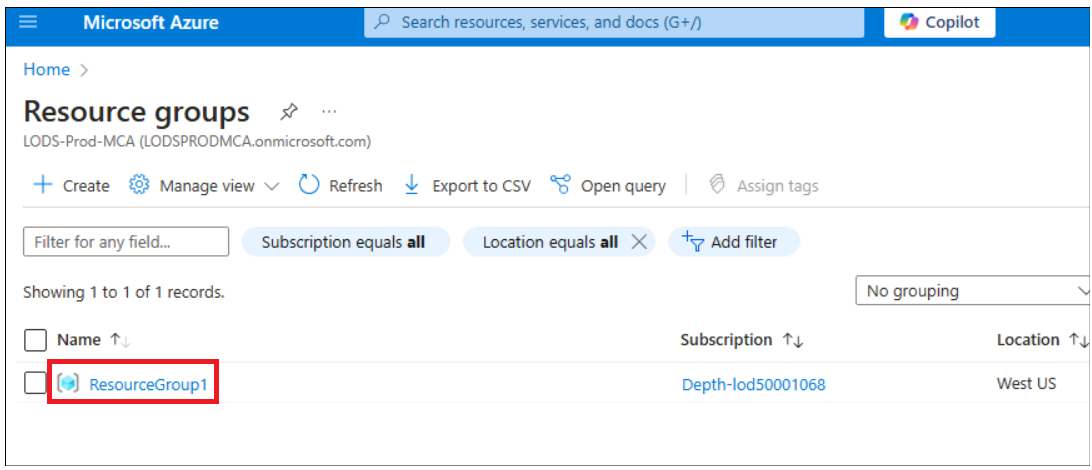 Microsoft Azure
Search resources, services, and docs (G+/)
Copilot
Home >
Resource groups ...
LODS-Prod-MCA (LODSPRODMCA.onmicrosoft.com)
+ Create Manage view Refresh Export to CSV Open query Assign tags
Filter for any field... Subscription equals all Location equals all Add filter
Showing 1 to 1 of 1 records. No grouping
Name ↑↓ Subscription ↑↓ Location ↑↓
ResourceGroup1 Depth-lod50001068 West US